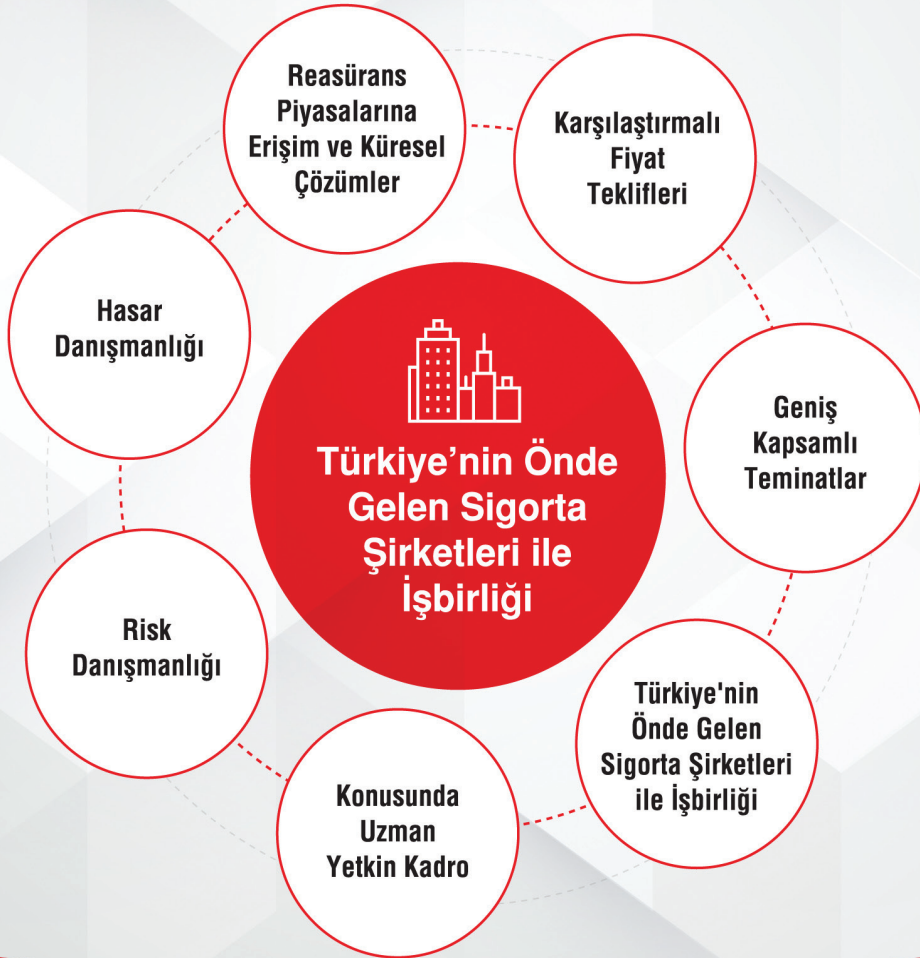 Reasürans
Piyasalarına
Erişim ve Küresel
Çözümler
Karşılaştırmalı
Fiyat
Teklifleri
Hasar
Danışmanlığı
Geniş
Kapsamlı
Teminatlar
Türkiye’nin Önde
Gelen Sigorta
Şirketleri ile
İşbirliği
Risk
Danışmanlığı
Türkiye'nin
Önde Gelen
Sigorta Şirketleri
ile İşbirliği
Konusunda
Uzman
Yetkin Kadro